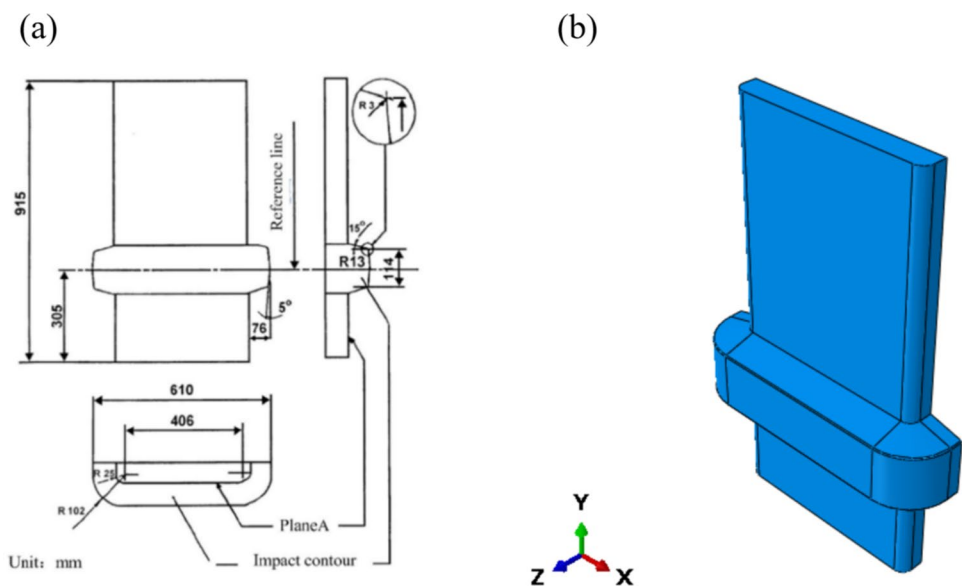 (a)
(b)
R 3
Reference line
915
15°
R13
114
305
5°
76
610
406
R 25
R 102
PlaneA
Unit: mm
Impact contour
Y
Z
X